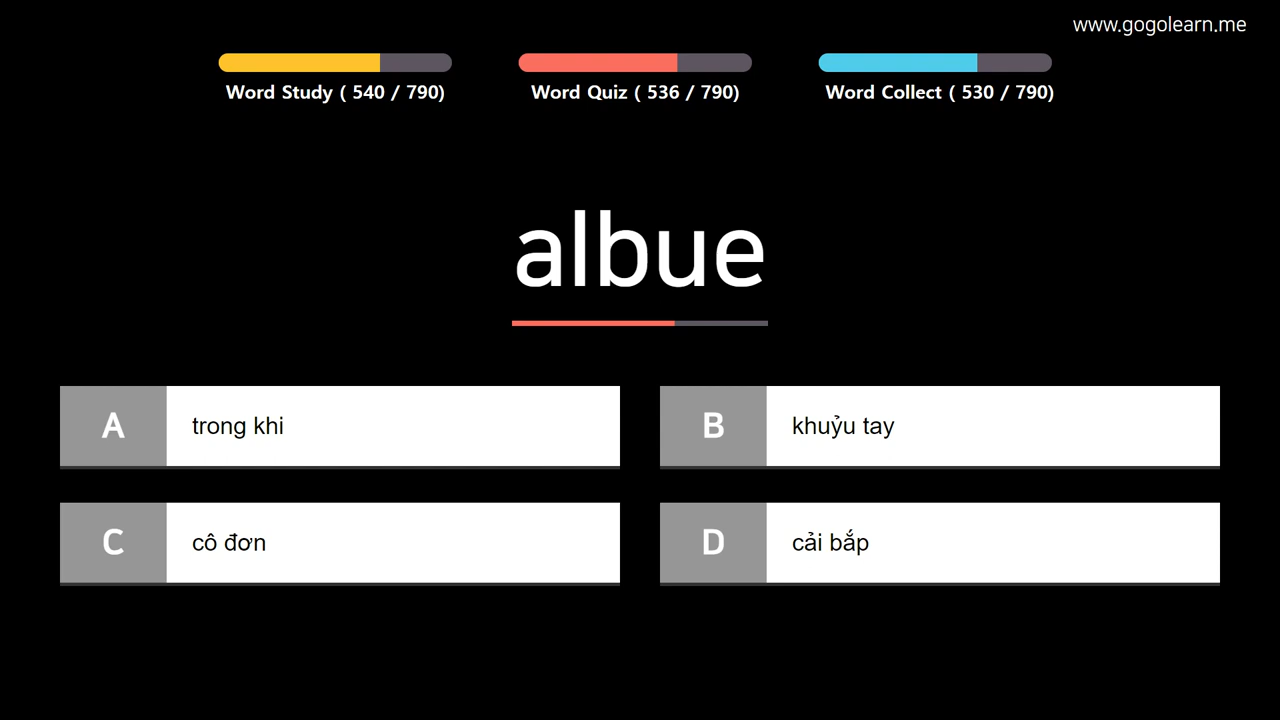 www.gogolearn.me
Word Study ( 540 / 790)
Word Quiz ( 536 / 790)
Word Collect ( 530 / 790)
albue
A trong khi
B khuỷu tay
C cô đơn
D cải bắp